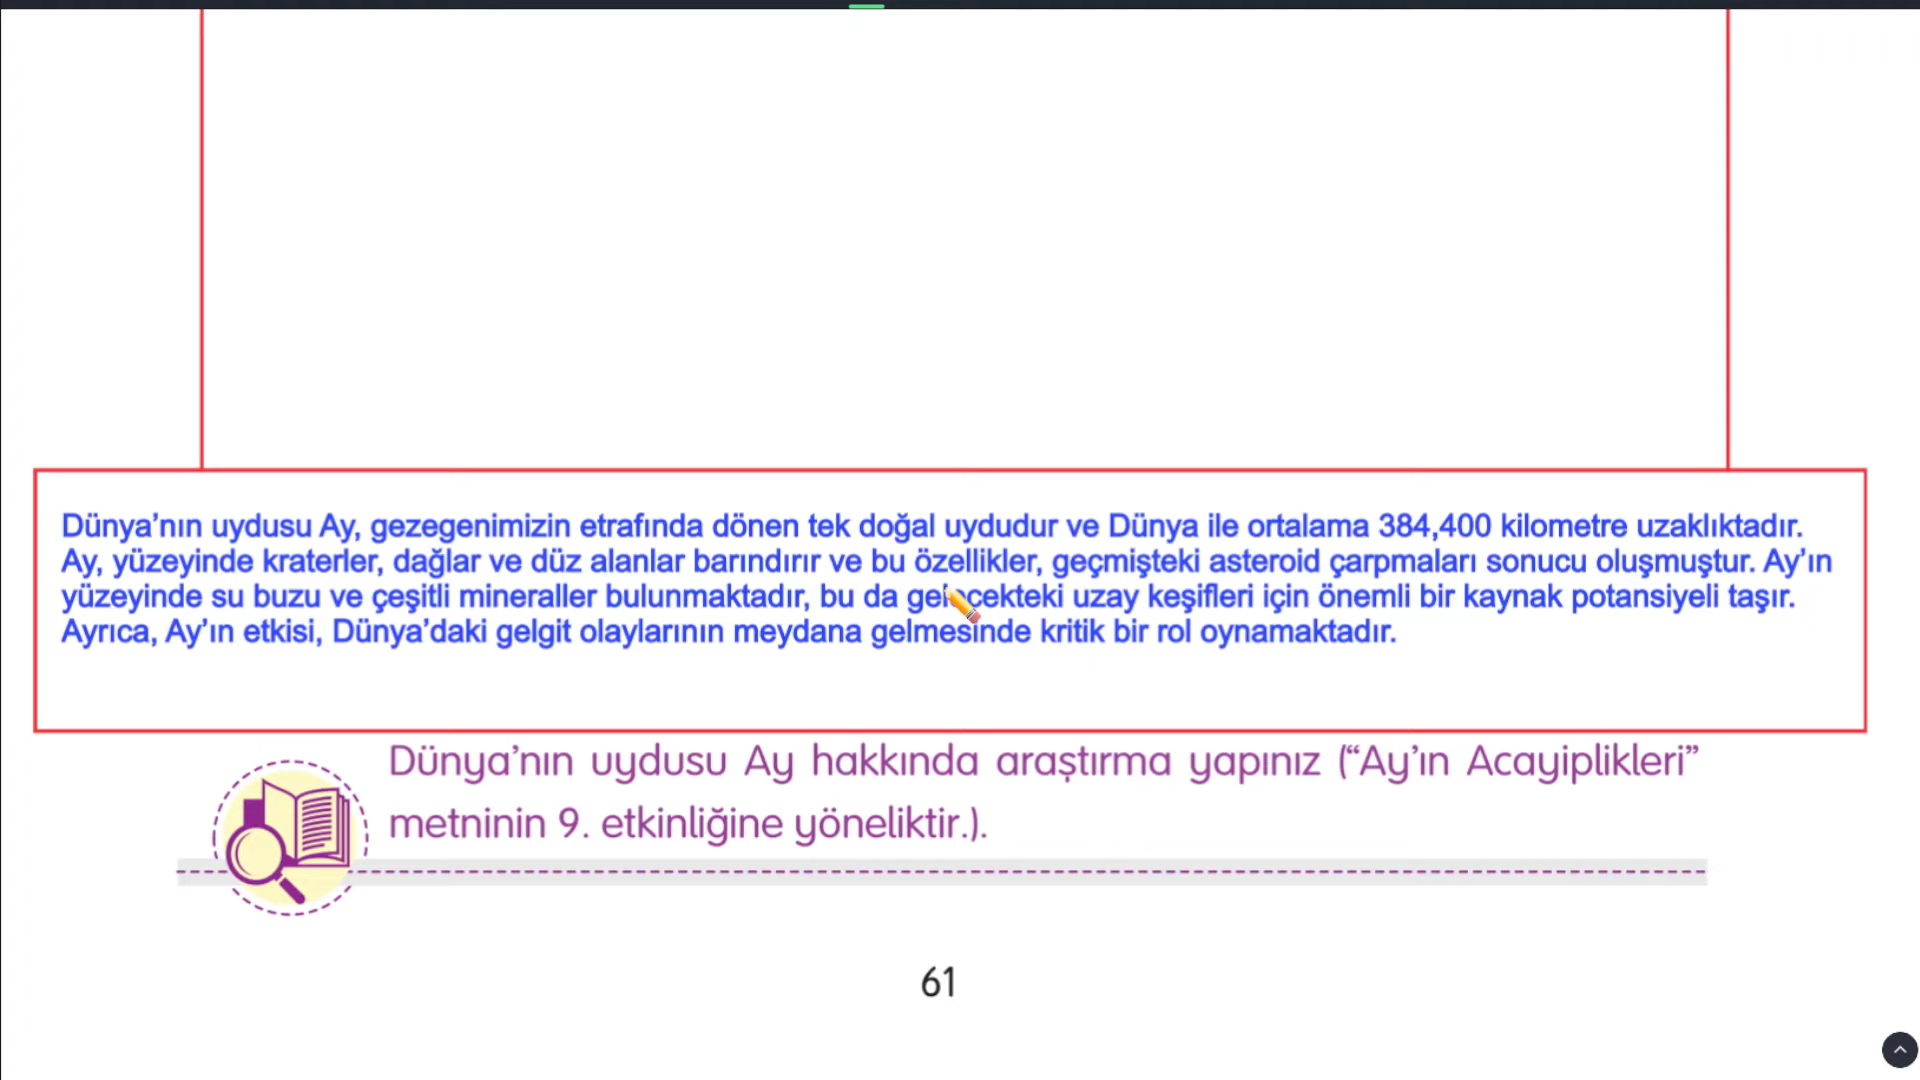 Dünya’nın uydusu Ay, gezegenimizin etrafında dönen tek doğal uydudur ve Dünya ile ortalama 384,400 kilometre uzaklıktadır.
Ay, yüzeyinde kraterler, dağlar ve düz alanlar barındırır ve bu özellikler, geçmişteki asteroid çarpmaları sonucu oluşmuştur. Ay’ın
yüzeyinde su buzu ve çeşitli mineraller bulunmaktadır, bu da gelecekteki uzay keşifleri için önemli bir kaynak potansiyeli taşır.
Ayrıca, Ay’ın etkisi, Dünya’daki gelgit olaylarının meydana gelmesinde kritik bir rol oynamaktadır.
Dünya’nın uydusu Ay hakkında araştırma yapınız (“Ay’ın Acayiplikleri”
metninin 9. etkinliğine yöneliktir.).
61